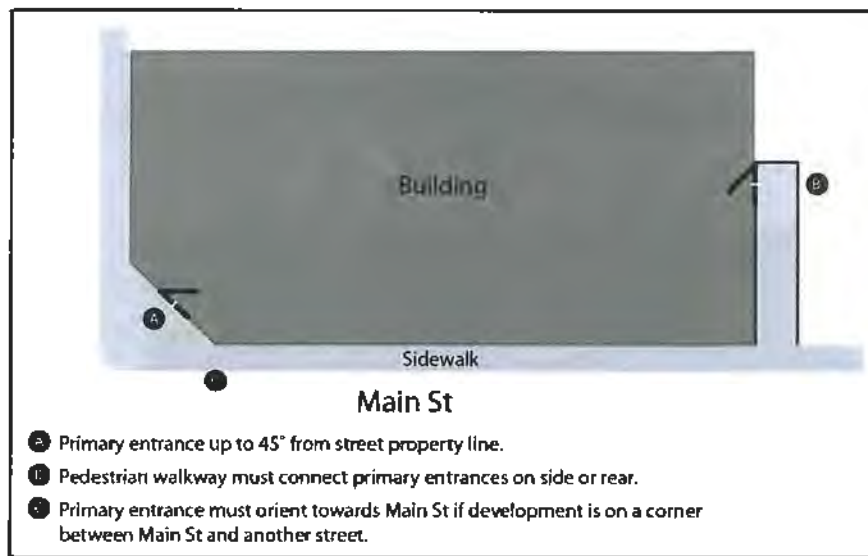 Building
B
A
Sidewalk
Main St
A Primary entrance up to 45° from street property line.
Pedestrian walkway must connect primary entrances on side or rear.
Primary entrance must orient towards Main St if development is on a corner
between Main St and another street.